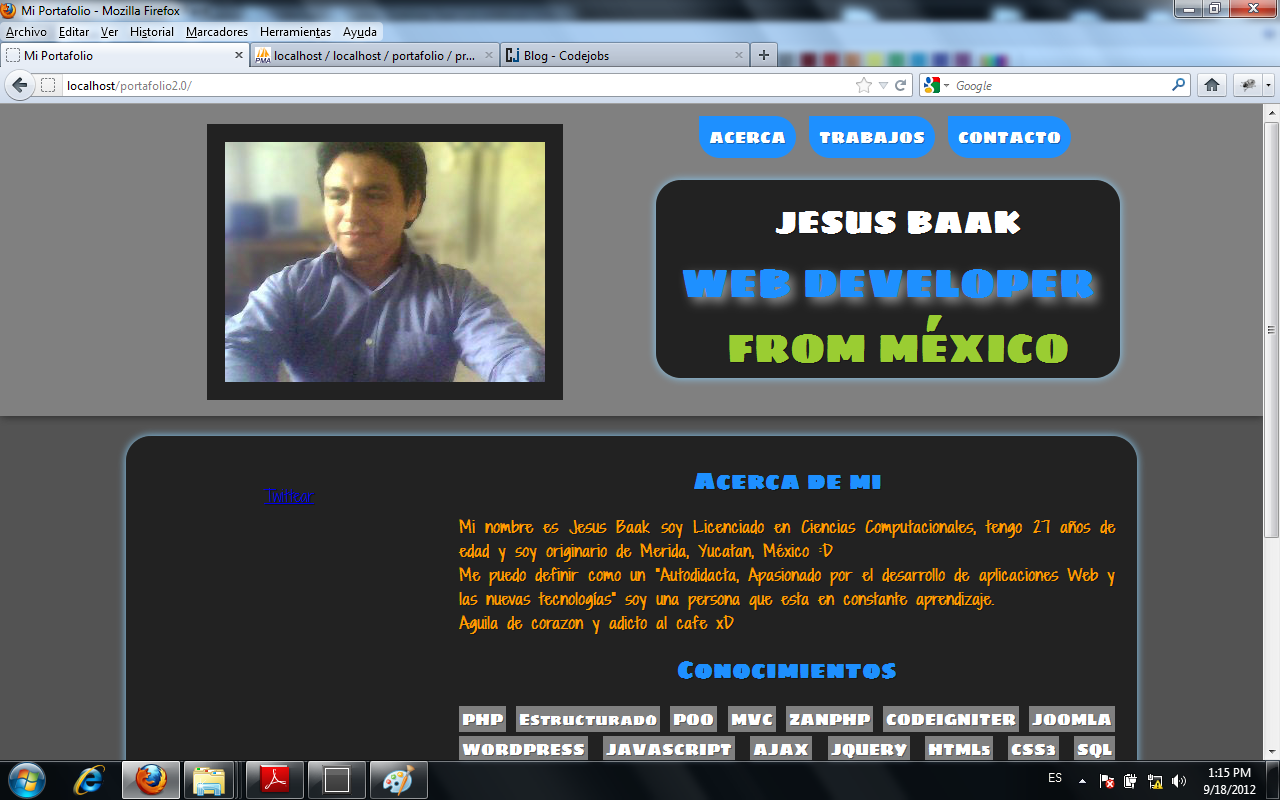 Mi Portafolio - Mozilla Firefox
Archivo Editar Ver Historial Marcadores Herramientas Ayuda
Mi Portafolio
localhost / localhost / portafolio / pr...
Blog - Codejobs
localhost/portafolio2.0/
Google
ACERCA TRABAJOS CONTACTO
JESUS BAAK
WEB DEVELOPER
FROM MÉXICO
Twittear
Acerca de mi
Mi nombre es Jesus Baak soy Licenciado en Ciencias Computacionales, tengo 27 años de
edad y soy originario de Merida, Yucatan, México :D
Me puedo definir como un "Autodidacta, Apasionado por el desarrollo de aplicaciones Web y
las nuevas tecnologías" soy una persona que esta en constante aprendizaje.
Aguila de corazon y adicto al cafe xD
Conocimientos
PHP Estructurado POO MVC ZANPHP CODEIGNITER JOOMLA
WORDPRESS JAVASCRIPT AJAX JQUERY HTML5 CSS3 SQL
ES
1:15 PM
9/18/2012